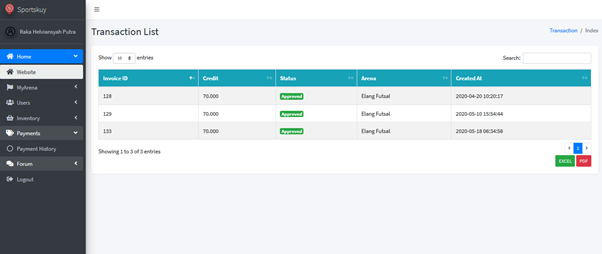 Sportskuy
Raka Helviansyah Putra
Home
Website
MyArena
Users
Inventory
Payments
Payment History
Forum
Logout
Transaction List
Transaction / Index
Show 10 entries
Search:
Invoice ID Credit Status Arena Created At
128 70.000 Approved Elang Futsal 2020-04-20 10:20:17
129 70.000 Approved Elang Futsal 2020-05-10 15:54:44
133 70.000 Approved Elang Futsal 2020-05-18 06:34:56
Showing 1 to 3 of 3 entries
1
EXCEL PDF